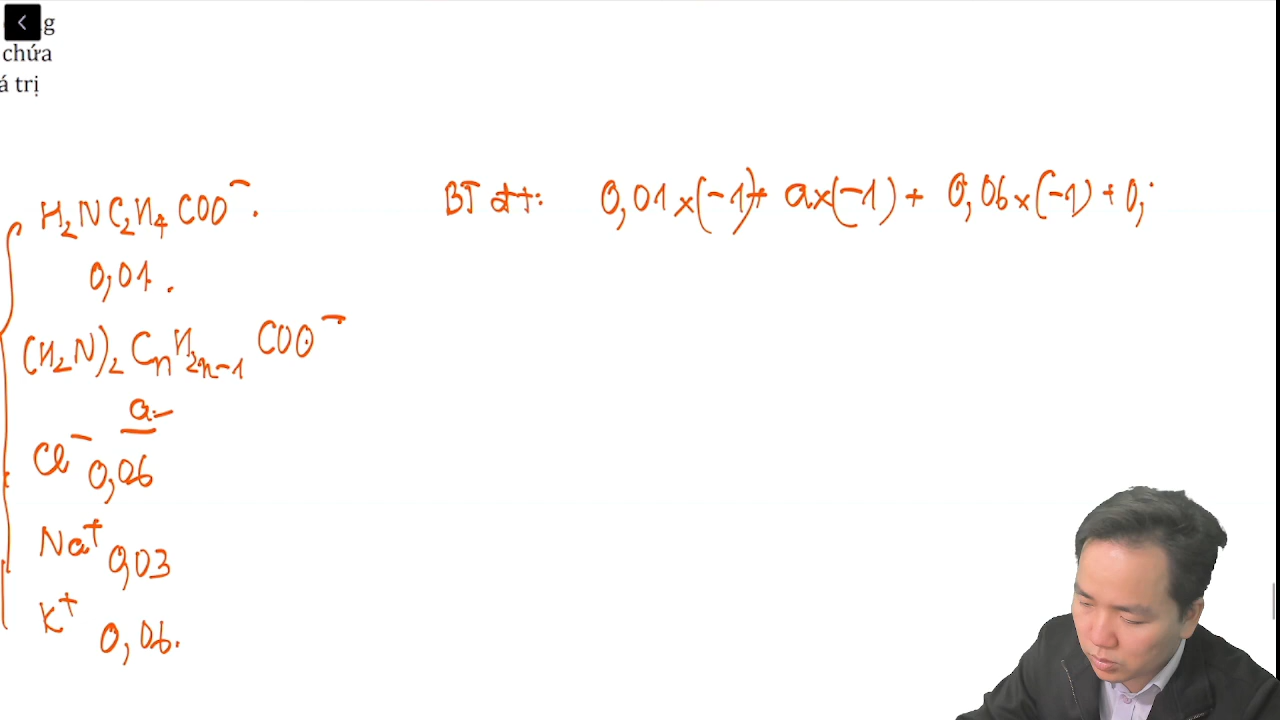 chứa
á trị
H₂NC₂H₄COO⁻.
BT đt: 0,01×(-1)+ a×(-1) + 0,06×(-1) + 0,
0,01.
(H₂N)₂CₙH₂ₙ₋₁COO⁻
a
Cl⁻ 0,06
Na⁺ 0,03
K⁺ 0,06.